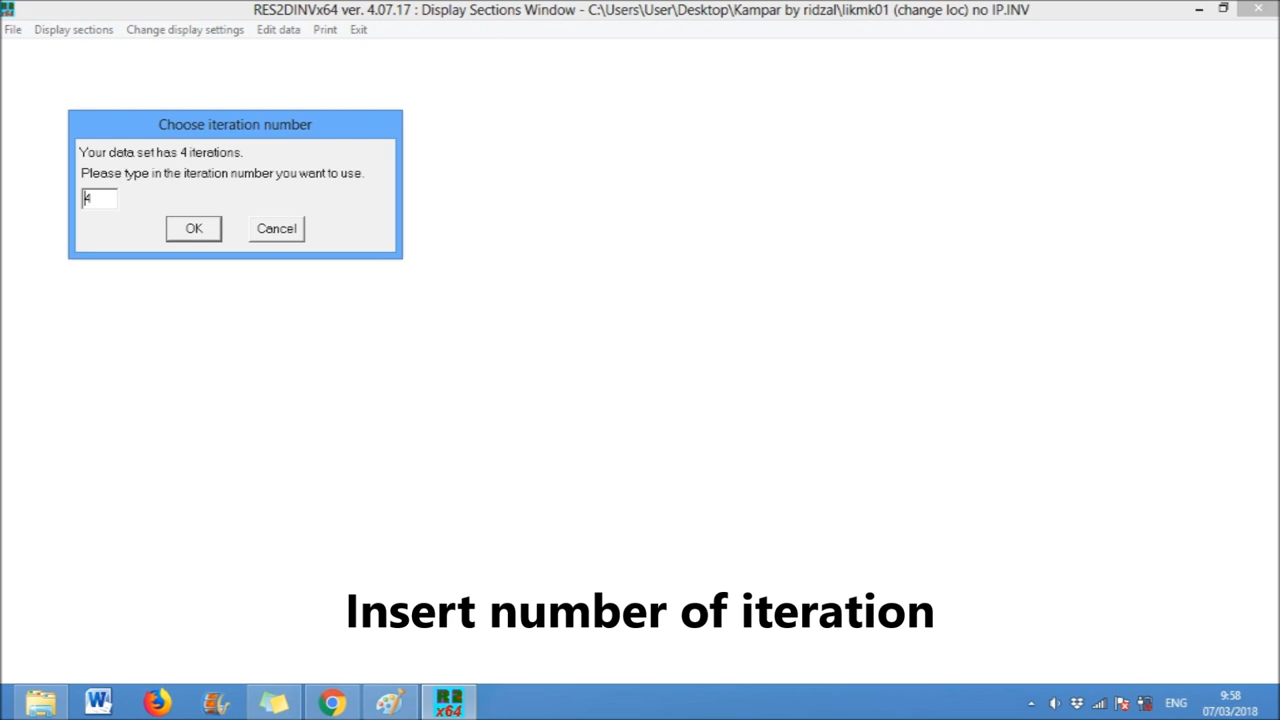 RES2DINVx64 ver. 4.07.17 : Display Sections Window - C:\Users\User\Desktop\Kampar by ridzal\likmk01 (change loc) no IP.INV
File Display sections Change display settings Edit data Print Exit
Choose iteration number
Your data set has 4 iterations.
Please type in the iteration number you want to use.
4
OK Cancel
Insert number of iteration
R2
x64
ENG
9:58
07/03/2018